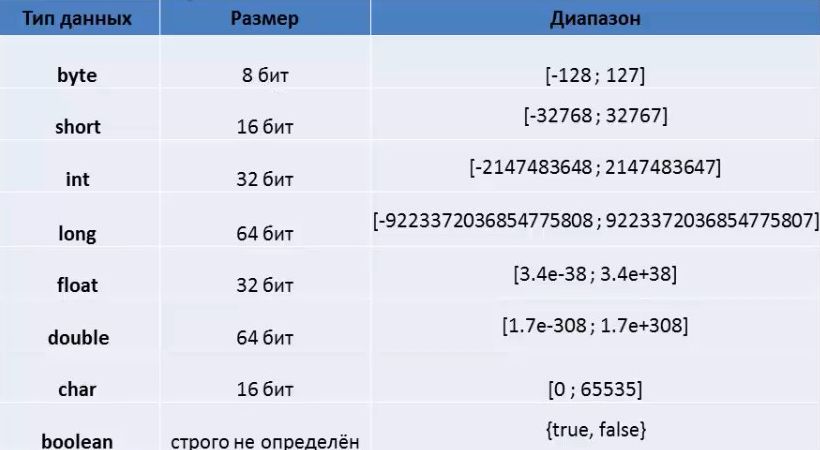 Тип данных Размер Диапазон
byte 8 бит [-128 ; 127]
short 16 бит [-32768 ; 32767]
int 32 бит [-2147483648 ; 2147483647]
long 64 бит [-9223372036854775808 ; 9223372036854775807]
float 32 бит [3.4e-38 ; 3.4e+38]
double 64 бит [1.7e-308 ; 1.7e+308]
char 16 бит [0 ; 65535]
boolean строго не определён {true, false}